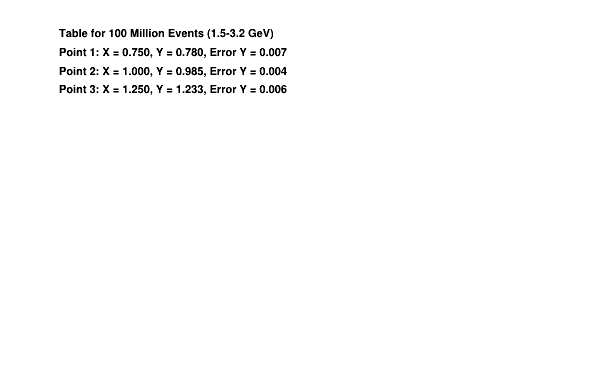 Table for 100 Million Events (1.5-3.2 GeV)
Point 1: X = 0.750, Y = 0.780, Error Y = 0.007
Point 2: X = 1.000, Y = 0.985, Error Y = 0.004
Point 3: X = 1.250, Y = 1.233, Error Y = 0.006